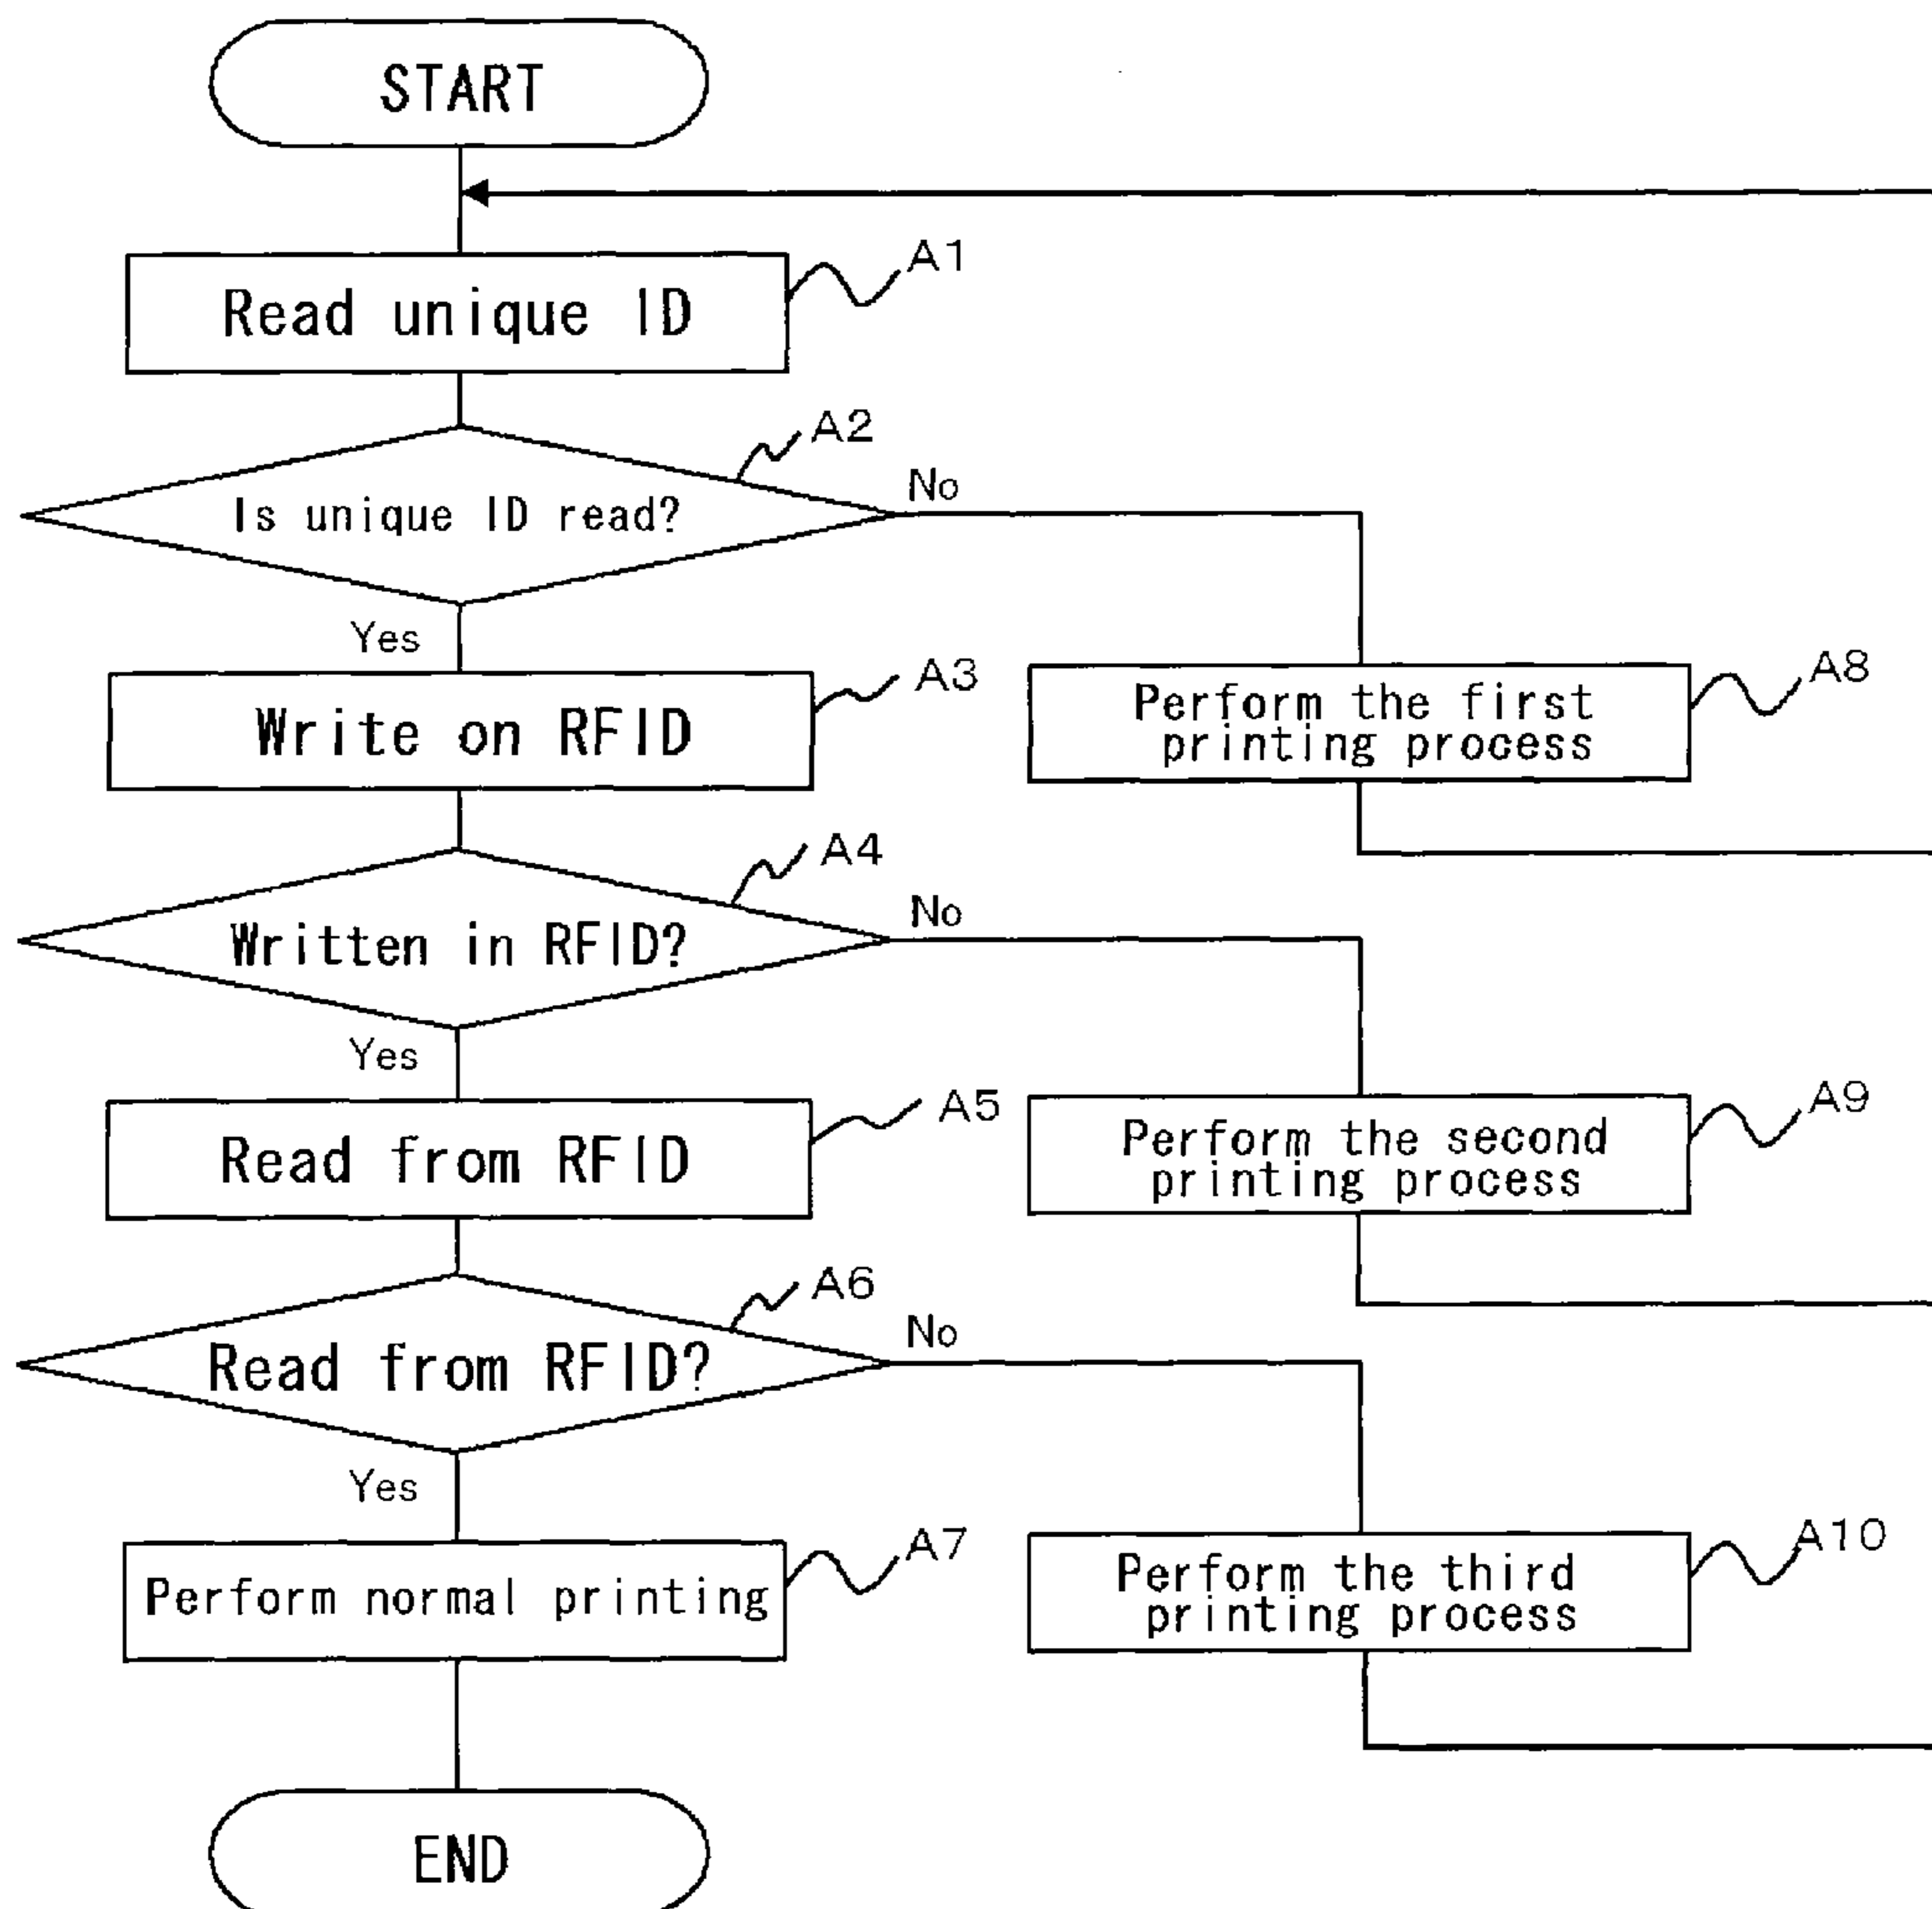 START
Read unique ID
A1
Is unique ID read?
A2
No
Yes
Write on RFID
A3
Perform the first
printing process
A8
Written in RFID?
A4
No
Yes
Read from RFID
A5
Perform the second
printing process
A9
Read from RFID?
A6
No
Yes
Perform normal printing
A7
Perform the third
printing process
A10
END